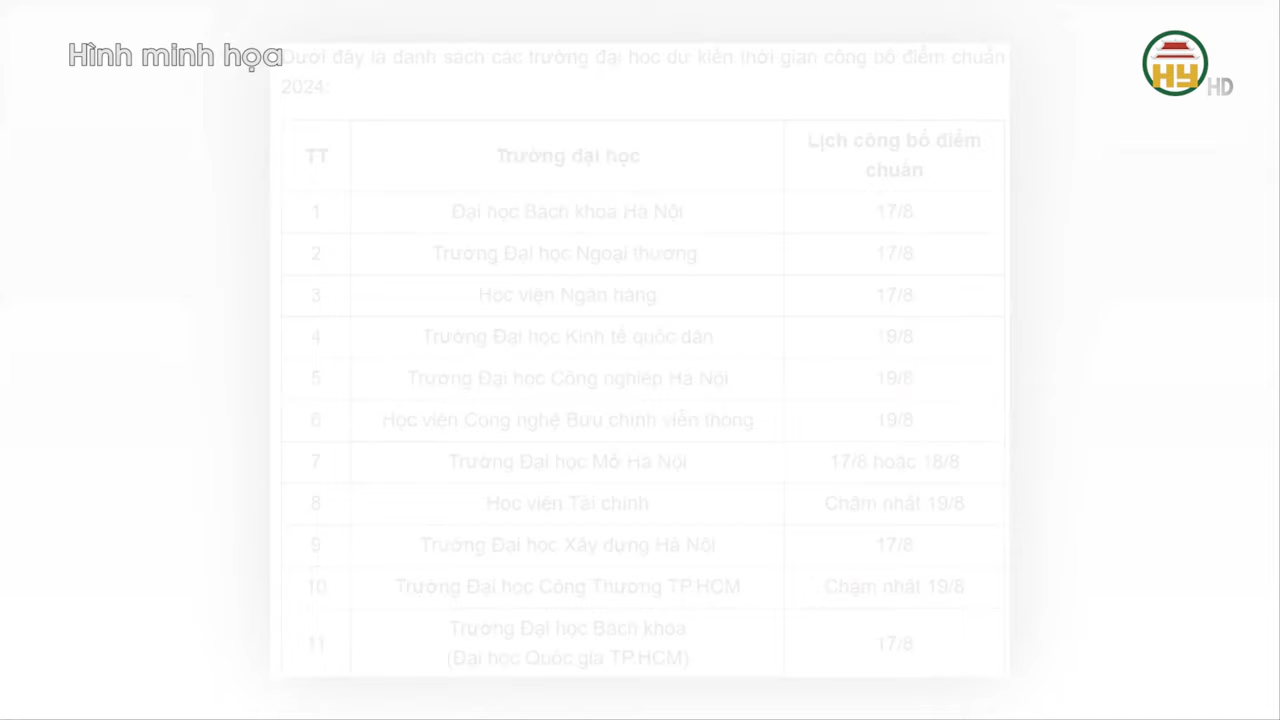 Hình minh họa
HY HD
Dưới đây là danh sách các trường đại học dự kiến thời gian công bố điểm chuẩn
2024:
TT Trường đại học Lịch công bố điểm chuẩn
1 Đại học Bách khoa Hà Nội 17/8
2 Trường Đại học Ngoại thương 17/8
3 Học viện Ngân hàng 17/8
4 Trường Đại học Kinh tế quốc dân 19/8
5 Trường Đại học Công nghiệp Hà Nội 19/8
6 Học viện Công nghệ Bưu chính viễn thông 19/8
7 Trường Đại học Mở Hà Nội 17/8 hoặc 18/8
8 Học viện Tài chính Chậm nhất 19/8
9 Trường Đại học Xây dựng Hà Nội 17/8
10 Trường Đại học Công Thương TP.HCM Chậm nhất 19/8
11 Trường Đại học Bách khoa 17/8
(Đại học Quốc gia TP.HCM)